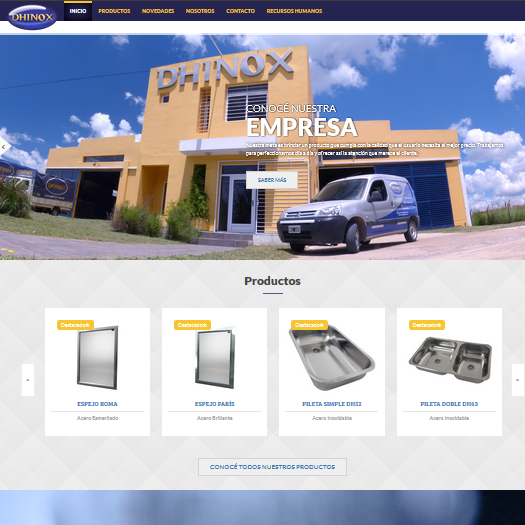 DHINOX
INICIO PRODUCTOS NOVEDADES NOSOTROS CONTACTO RECURSOS HUMANOS
DHINOX
CONOCÉ NUESTRA
EMPRESA
Nuestra meta es brindar un producto que cumpla con la calidad que el usuario necesita al mejor precio. Trabajamos
para perfeccionarnos día a día y ofrecer así la atención que merece el cliente.
SABER MÁS
Productos
Destacado
Destacado
Destacado
Destacado
ESPEJO ROMA
Acero Esmerilado
ESPEJO PARÍS
Acero Brillante
PILETA SIMPLE DH52
Acero Inoxidable
PILETA DOBLE DH63
Acero Inoxidable
CONOCÉ TODOS NUESTROS PRODUCTOS